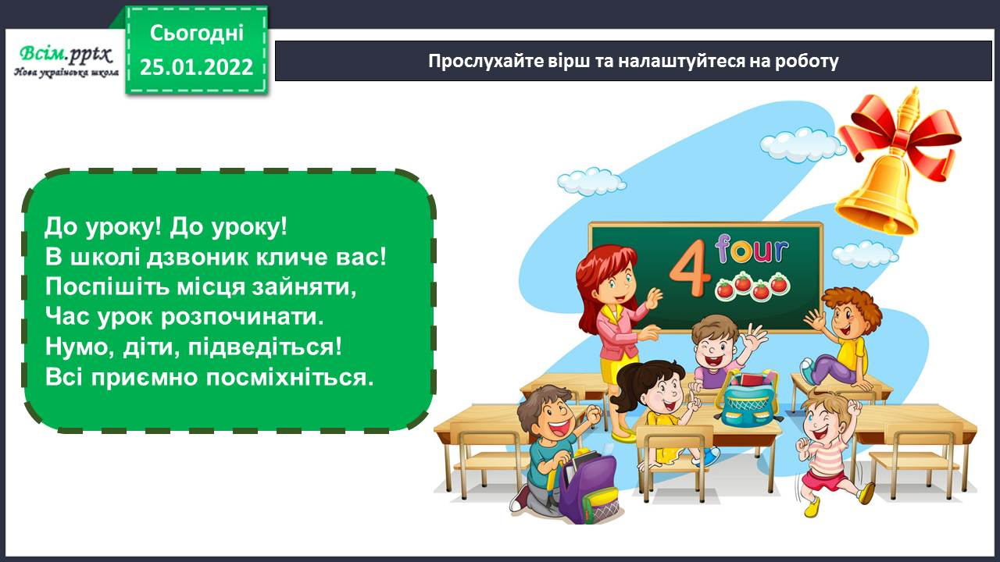 Сьогодні
25.01.2022
Всім.pptx
Нова українська школа
Прослухайте вірш та налаштуйтеся на роботу
До уроку! До уроку!
В школі дзвоник кличе вас!
Поспішіть місця зайняти,
Час урок розпочинати.
Нумо, діти, підведіться!
Всі приємно посміхніться.
4 four